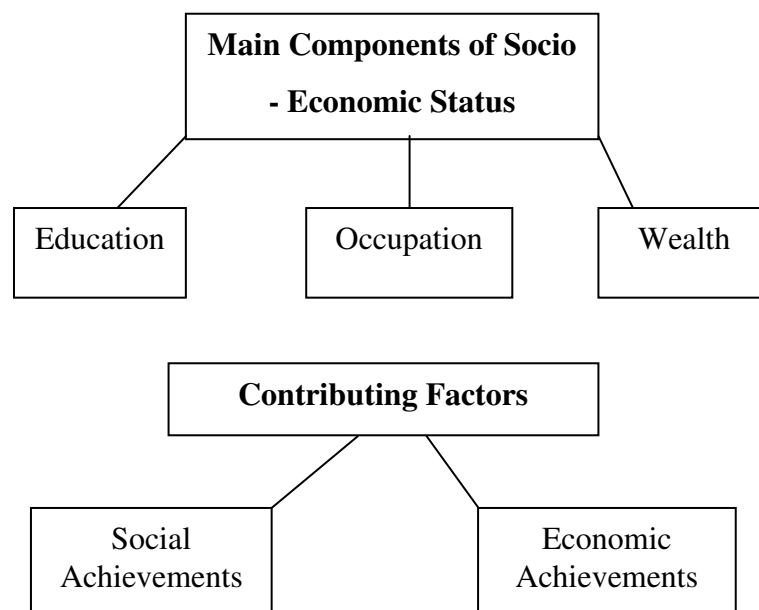 Main Components of Socio
- Economic Status
Education
Occupation
Wealth
Contributing Factors
Social
Achievements
Economic
Achievements